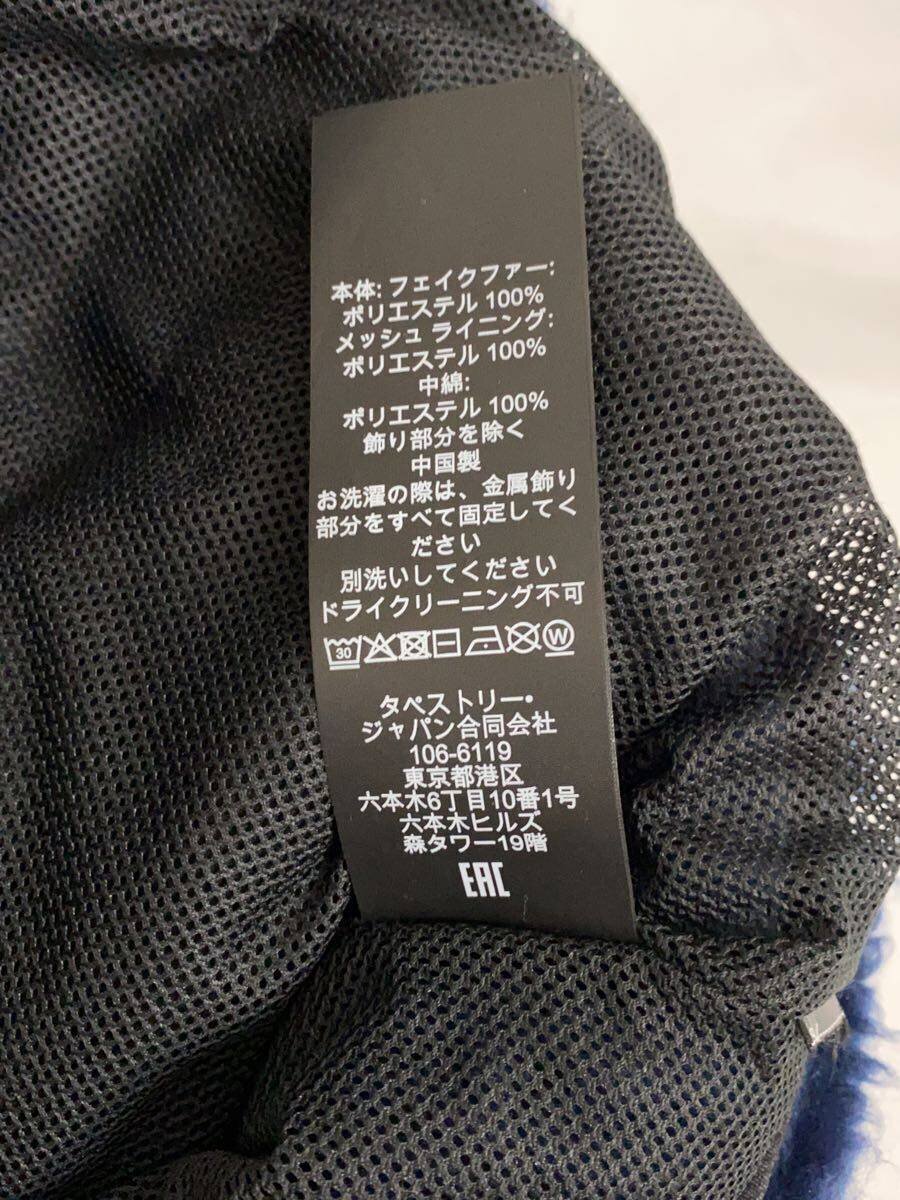 本体: フェイクファー:
ポリエステル 100%
メッシュ ライニング:
ポリエステル 100%
中綿:
ポリエステル 100%
飾り部分を除く
中国製
お洗濯の際は、金属飾り
部分をすべて固定してく
ださい
別洗いしてください
ドライクリーニング不可
30 W
タペストリー・
ジャパン合同会社
106-6119
東京都港区
六本木6丁目10番1号
六本木ヒルズ
森タワー19階
EAC